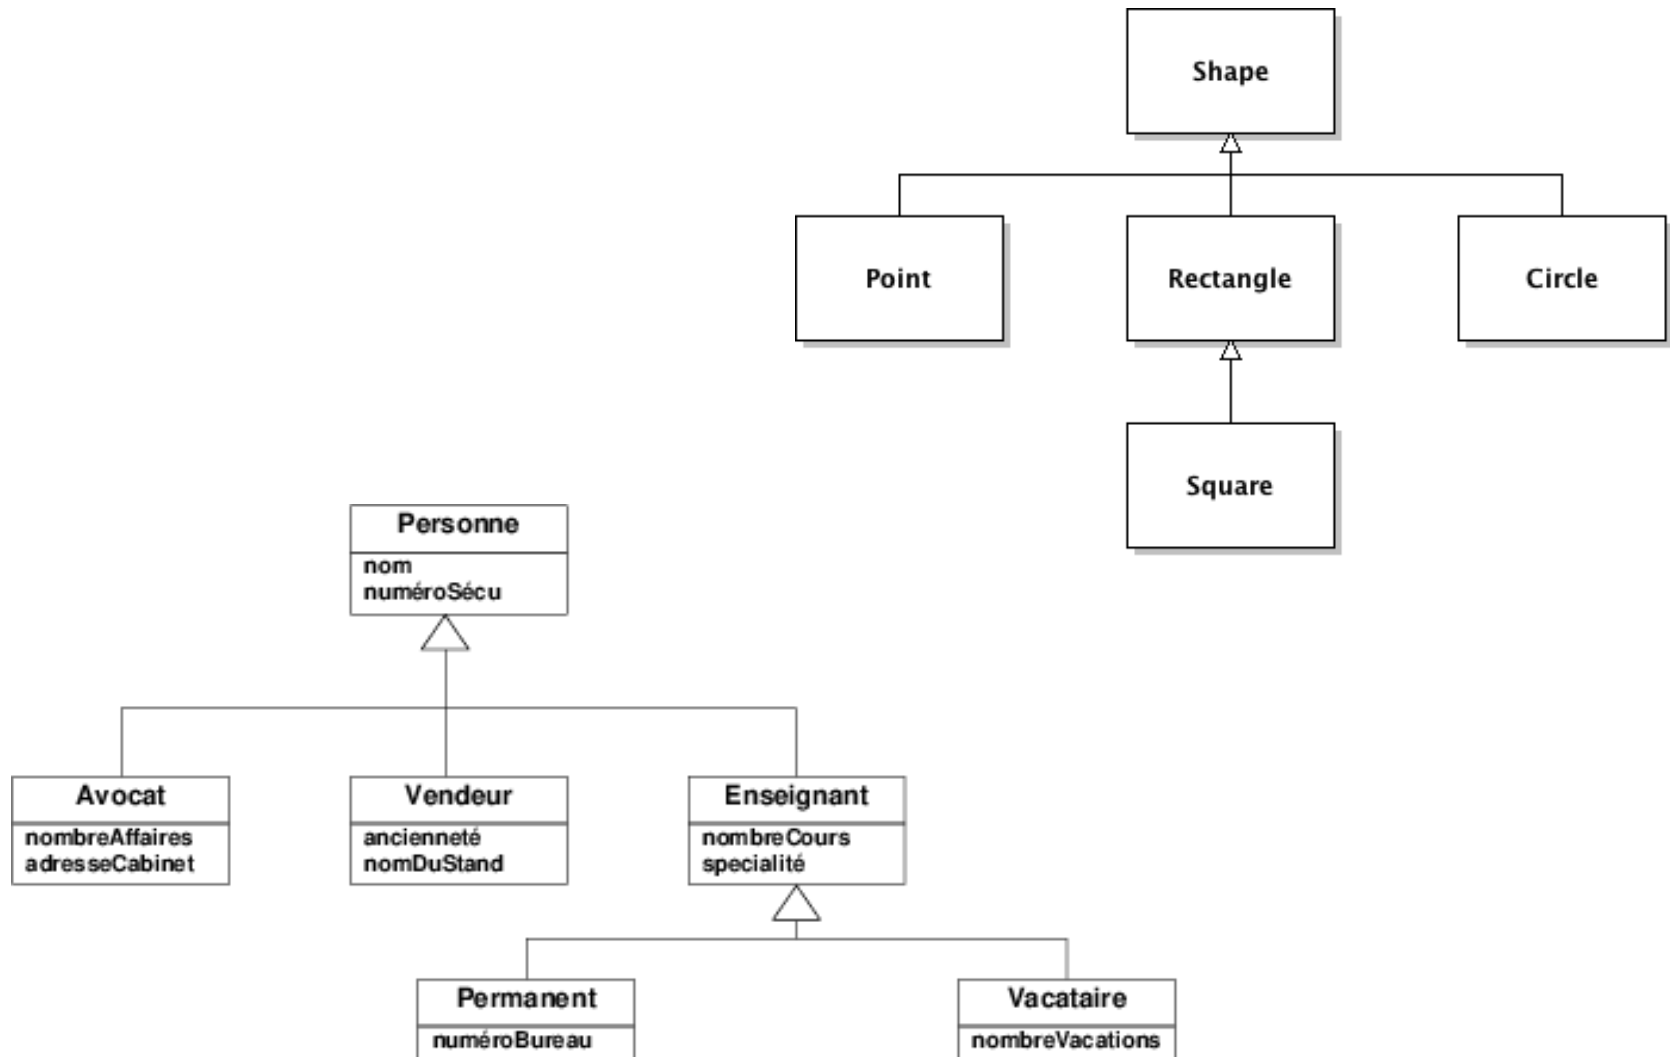 Shape
Point
Rectangle
Circle
Square
Personne
nom
numéroSécu
Avocat
nombreAffaires
adresseCabinet
Vendeur
ancienneté
nomDuStand
Enseignant
nombreCours
specialité
Permanent
numéroBureau
Vacataire
nombreVacations